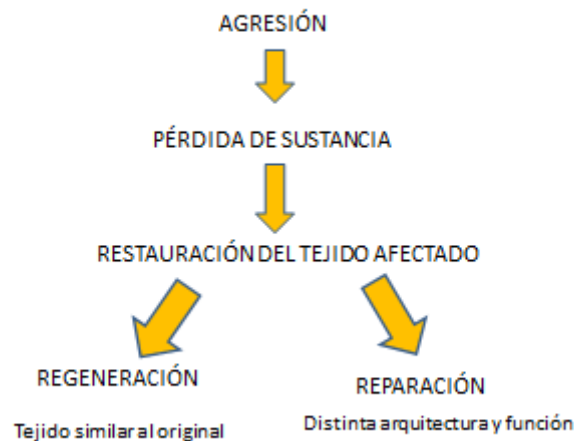 AGRESIÓN
PÉRDIDA DE SUSTANCIA
RESTAURACIÓN DEL TEJIDO AFECTADO
REGENERACIÓN
Tejido similar al original
REPARACIÓN
Distinta arquitectura y función